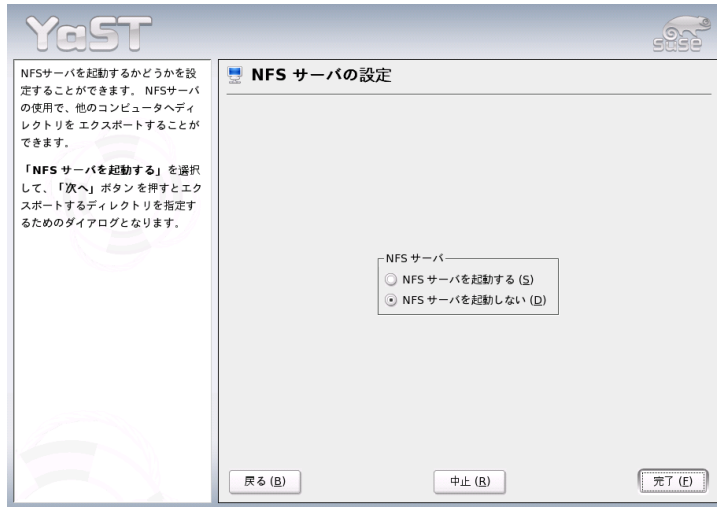 YaST
suse
NFSサーバを起動するかどうかを設
定することができます。 NFSサーバ
の使用で、他のコンピュータへディ
レクトリを エクスポートすることが
できます。
「NFS サーバを起動する」を選択
して、「次へ」ボタン を押すとエク
スポートするディレクトリを指定す
るためのダイアログとなります。
NFS サーバの設定
NFS サーバ
NFS サーバを起動する (S)
NFS サーバを起動しない (D)
戻る (B)
中止 (R)
完了 (F)